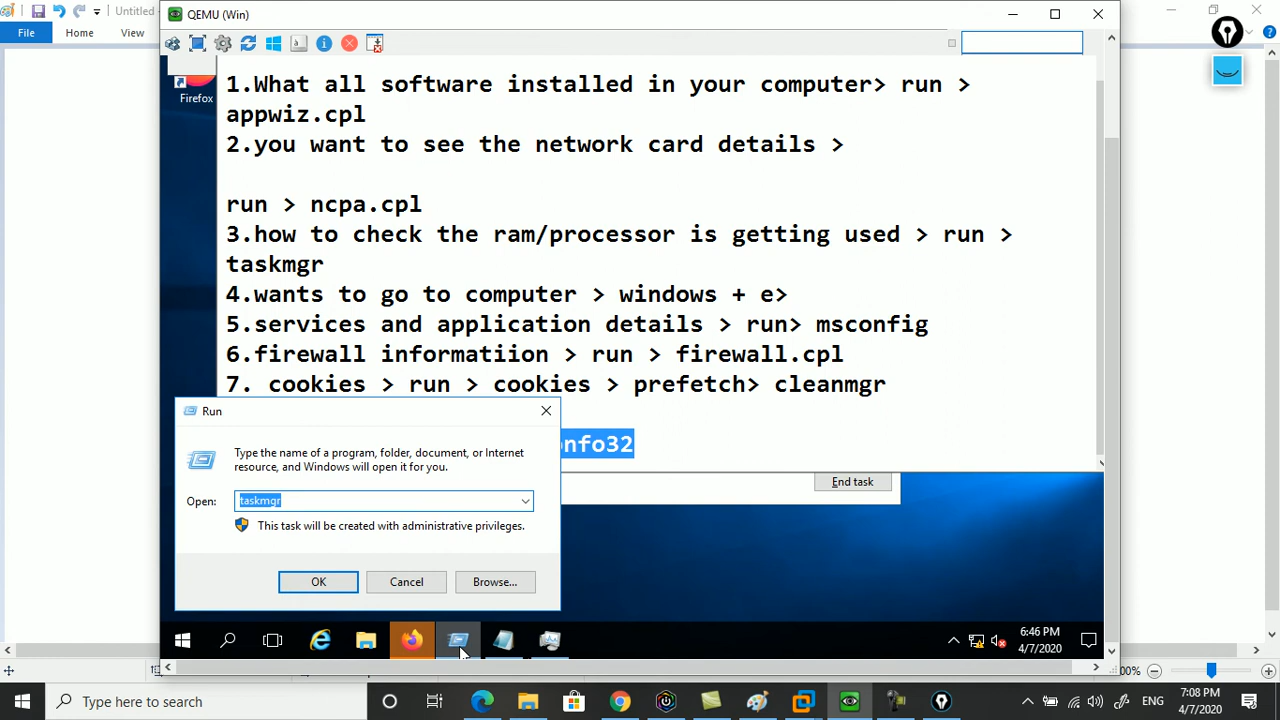 Untitled -
File
Home
View
QEMU (Win)
Firefox
1.What all software installed in your computer> run >
appwiz.cpl
2.you want to see the network card details >
run > ncpa.cpl
3.how to check the ram/processor is getting used > run >
taskmgr
4.wants to go to computer > windows + e>
5.services and application details > run> msconfig
6.firewall informatiion > run > firewall.cpl
7. cookies > run > cookies > prefetch> cleanmgr
nfo32
Run
Type the name of a program, folder, document, or Internet
resource, and Windows will open it for you.
Open:
taskmgr
This task will be created with administrative privileges.
OK
Cancel
Browse...
End task
6:46 PM
4/7/2020
00%
Type here to search
ENG
7:08 PM
4/7/2020